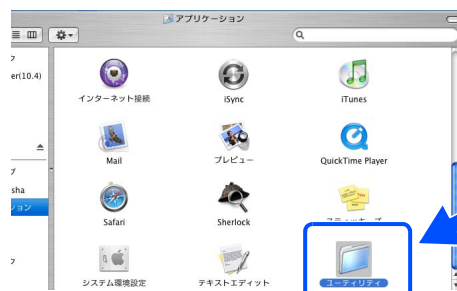 アプリケーション
er(10.4)
インターネット接続
iSync
iTunes
Mail
プレビュー
QuickTime Player
sha
ション
Safari
Sherlock
システム環境設定
テキストエディット
ユーティリティ